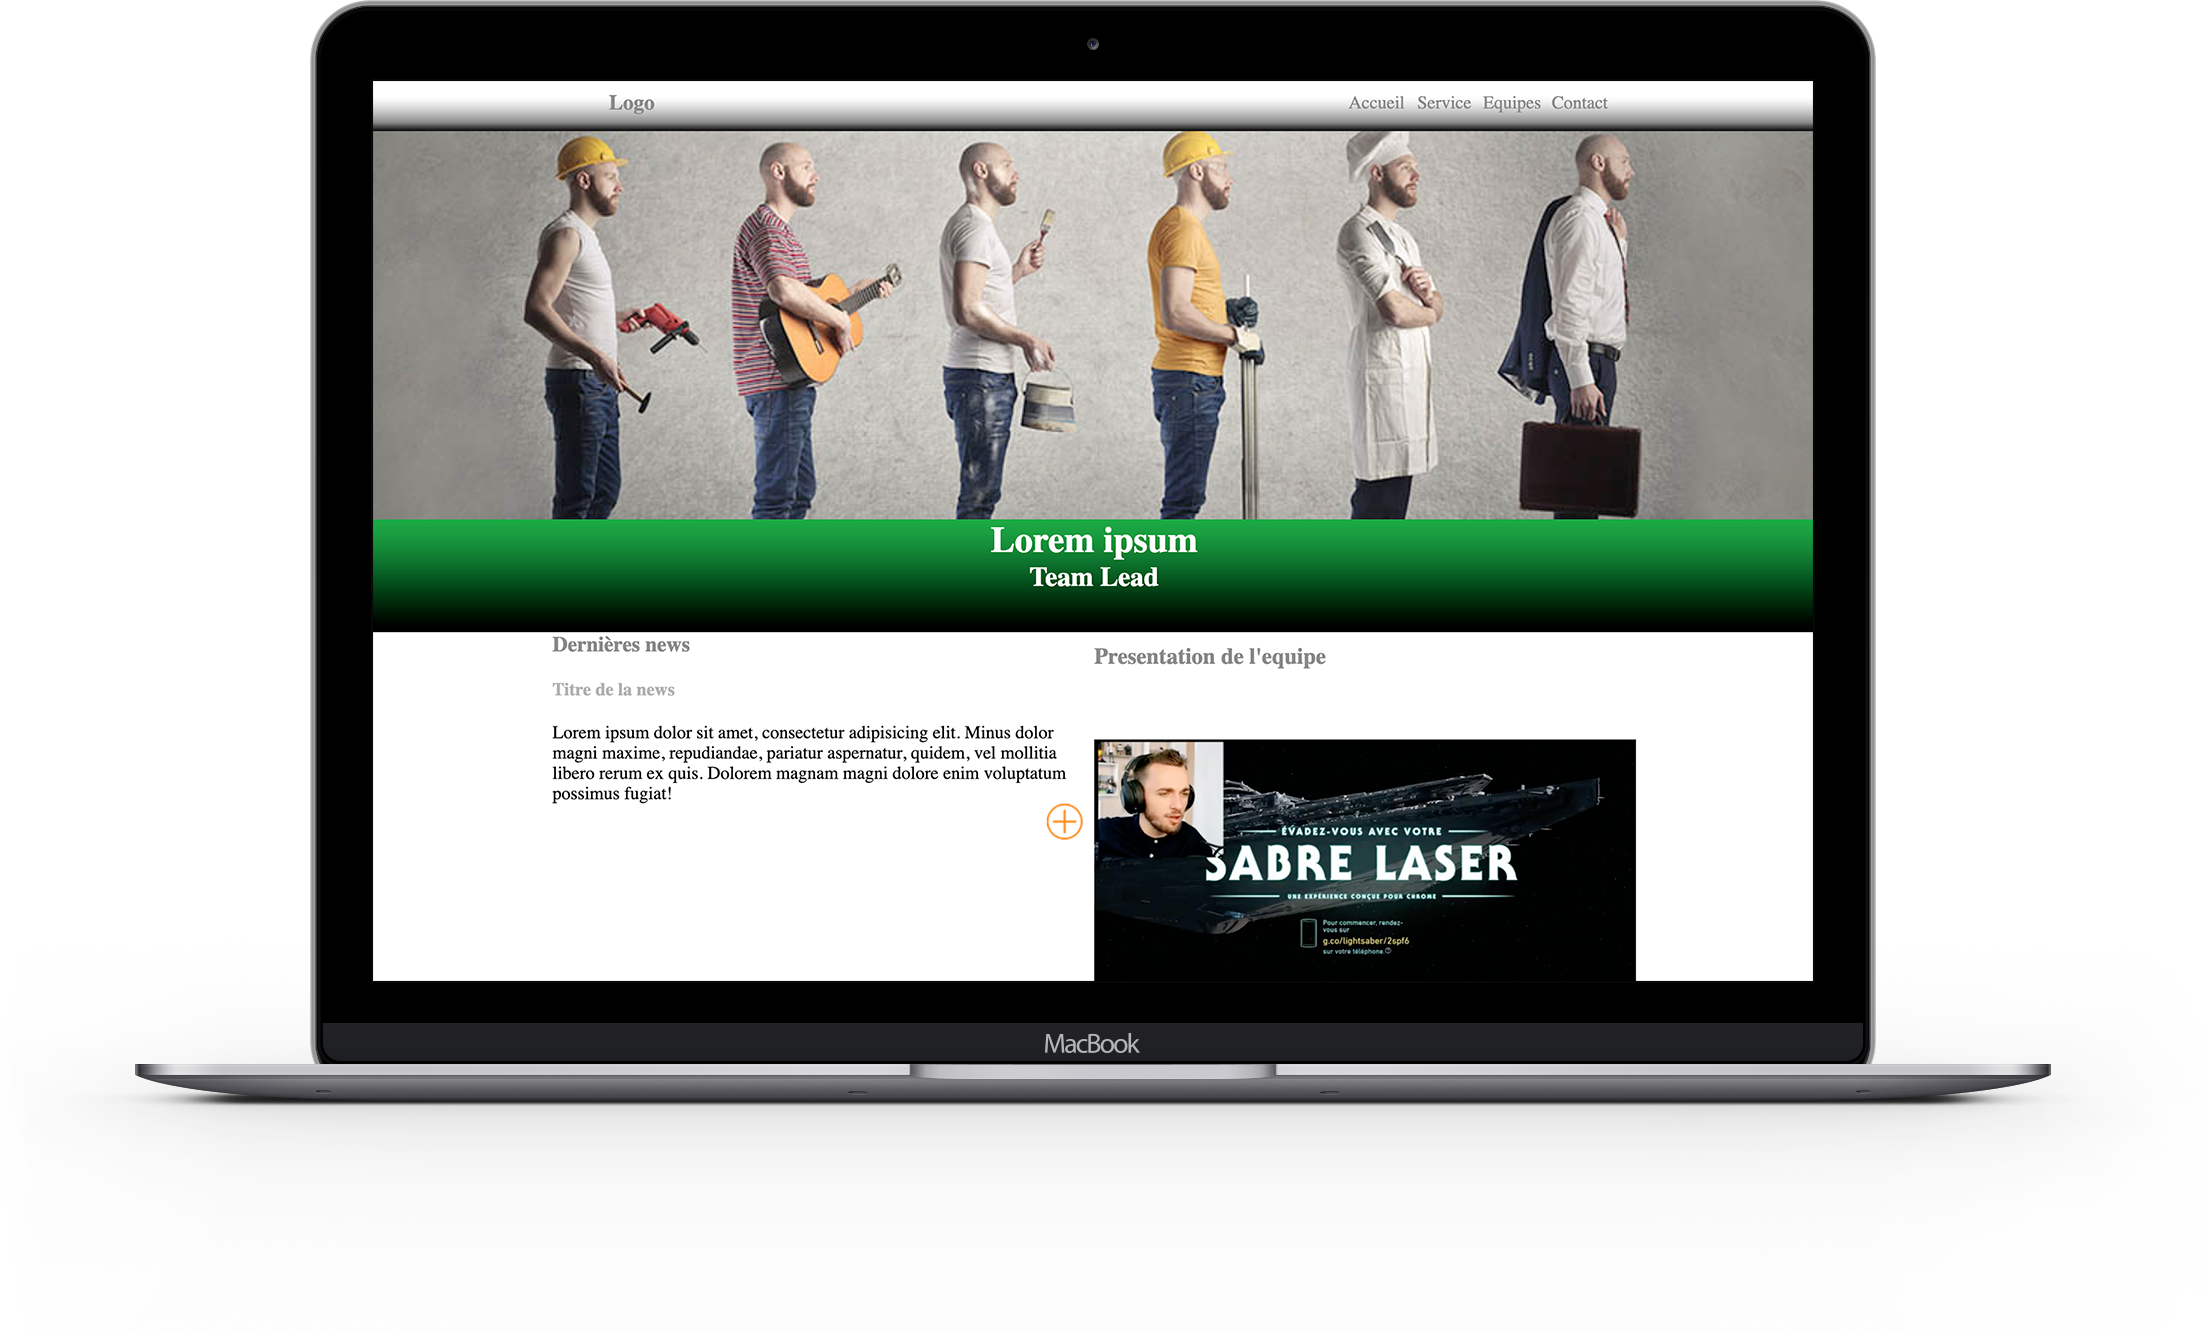 Logo
Accueil Service Equipes Contact
Lorem ipsum
Team Lead
Dernières news
Titre de la news
Lorem ipsum dolor sit amet, consectetur adipisicing elit. Minus dolor
magni maxime, repudiandae, pariatur aspernatur, quidem, vel mollitia
libero rerum ex quis. Dolorem magnam magni dolore enim voluptatum
possimus fugiat!
Presentation de l'equipe
ÉVADEZ-VOUS AVEC VOTRE
SABRE LASER
UNE EXPÉRIENCE CONÇUE POUR CHROME
Pour commencer, rendez-
vous sur
g.co/lightsaber/2spf6
sur votre téléphone.
MacBook